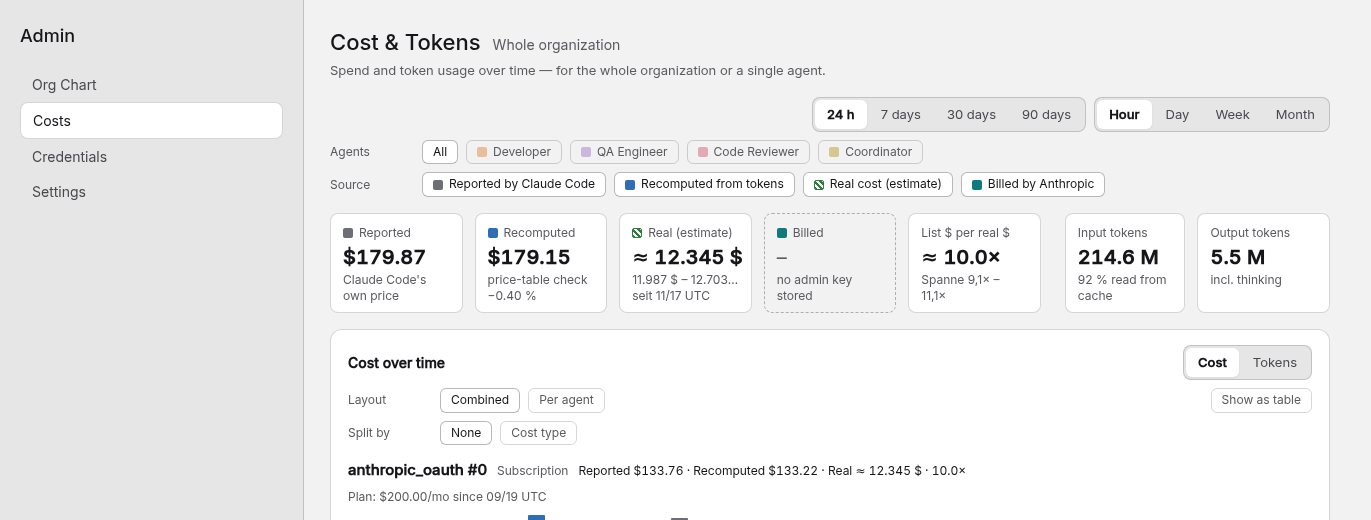 Admin
Org Chart
Costs
Credentials
Settings
Cost & Tokens Whole organization
Spend and token usage over time — for the whole organization or a single agent.
24 h 7 days 30 days 90 days Hour Day Week Month
Agents All Developer QA Engineer Code Reviewer Coordinator
Source Reported by Claude Code Recomputed from tokens Real cost (estimate) Billed by Anthropic
Reported
$179.87
Claude Code's
own price
Recomputed
$179.15
price-table check
−0.40 %
Real (estimate)
≈ 12.345 $
11.987 $ – 12.703…
seit 11/17 UTC
Billed
–
no admin key
stored
List $ per real $
≈ 10.0×
Spanne 9,1× –
11,1×
Input tokens
214.6 M
92 % read from
cache
Output tokens
5.5 M
incl. thinking
Cost over time Cost Tokens
Layout Combined Per agent Show as table
Split by None Cost type
anthropic_oauth #0 Subscription Reported $133.76 · Recomputed $133.22 · Real ≈ 12.345 $ · 10.0×
Plan: $200.00/mo since 09/19 UTC